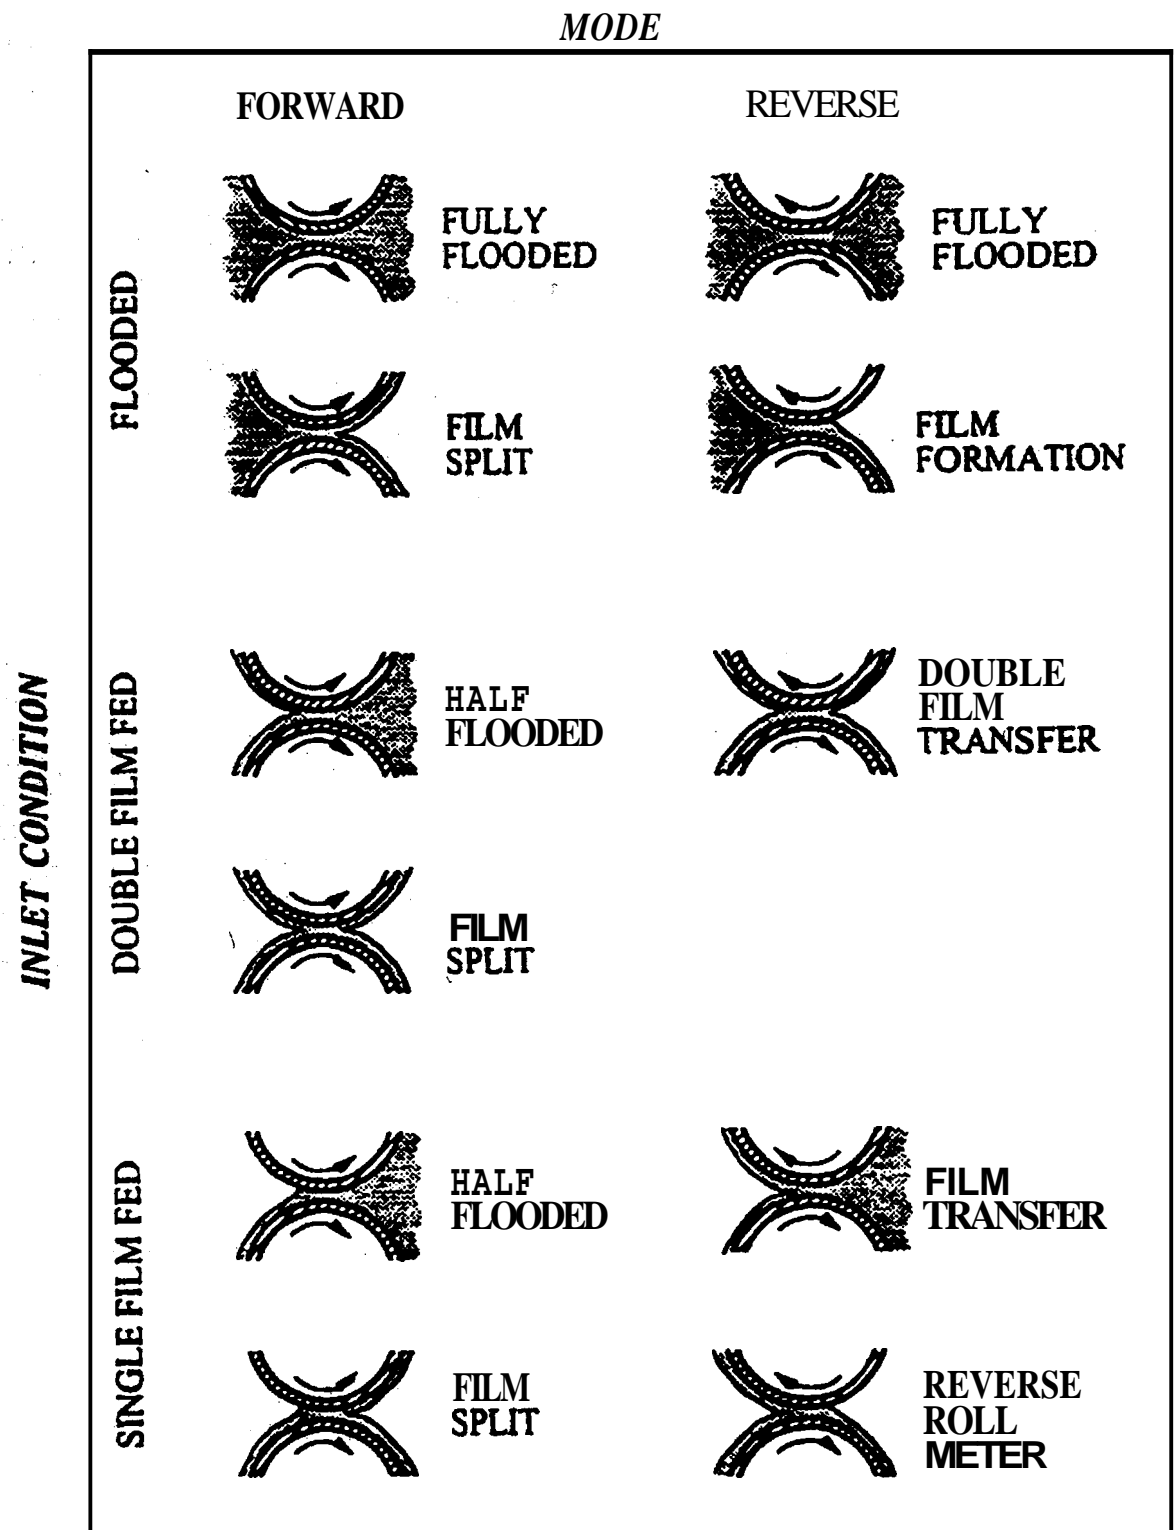 MODE
FORWARD
REVERSE
FULLY
FLOODED
FULLY
FLOODED
FLOODED
FILM
SPLIT
FILM
FORMATION
INLET CONDITION
DOUBLE FILM FED
HALF
FLOODED
DOUBLE
FILM
TRANSFER
FILM
SPLIT
SINGLE FILM FED
HALF
FLOODED
FILM
TRANSFER
FILM
SPLIT
REVERSE
ROLL
METER